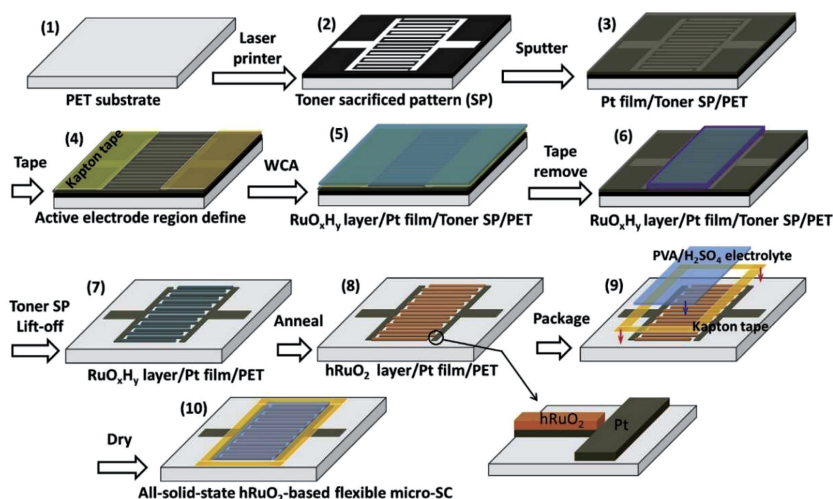 (1)
PET substrate
Laser
printer
(2)
Toner sacrificed pattern (SP)
Sputter
(3)
Pt film/Toner SP/PET
Tape
(4)
Kapton tape
Active electrode region define
WCA
(5)
RuOₓHᵧ layer/Pt film/Toner SP/PET
Tape
remove
(6)
RuOₓHᵧ layer/Pt film/Toner SP/PET
Toner SP
Lift-off
(7)
RuOₓHᵧ layer/Pt film/PET
Anneal
(8)
hRuO₂ layer/Pt film/PET
Package
(9)
PVA/H₂SO₄ electrolyte
Kapton tape
Dry
(10)
All-solid-state hRuO₂-based flexible micro-SC
hRuO₂
Pt